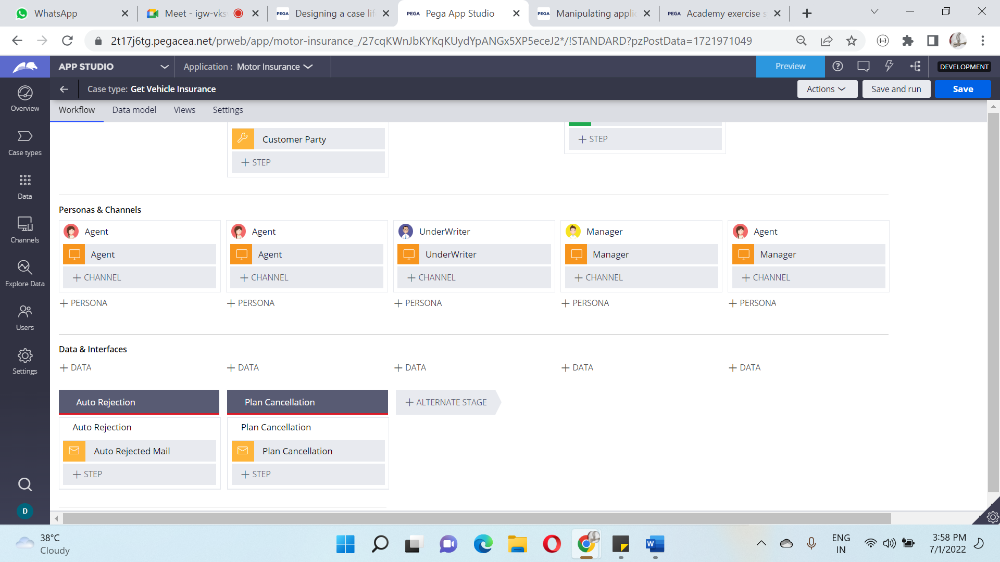 WhatsApp
Meet - igw-vks
PEGA Designing a case lif
PEGA Pega App Studio
PEGA Manipulating applic
PEGA Academy exercise s
2t17j6tg.pegacea.net/prweb/app/motor-insurance_/27cqKWnJbKYKqKUydYpANGx5XP5eceJ2*/!STANDARD?pzPostData=1721971049
APP STUDIO
Application : Motor Insurance
Preview
DEVELOPMENT
Case type: Get Vehicle Insurance
Actions
Save and run
Save
Overview
Case types
Data
Channels
Explore Data
Users
Settings
D
Workflow Data model Views Settings
Customer Party
+ STEP
+ STEP
Personas & Channels
Agent Agent UnderWriter Manager Agent
Agent Agent UnderWriter Manager Manager
+ CHANNEL + CHANNEL + CHANNEL + CHANNEL + CHANNEL
+ PERSONA + PERSONA + PERSONA + PERSONA + PERSONA
Data & Interfaces
+ DATA + DATA + DATA + DATA + DATA
Auto Rejection Plan Cancellation + ALTERNATE STAGE
Auto Rejection Plan Cancellation
Auto Rejected Mail Plan Cancellation
+ STEP + STEP
38°C
Cloudy
W
ENG
IN
3:58 PM
7/1/2022